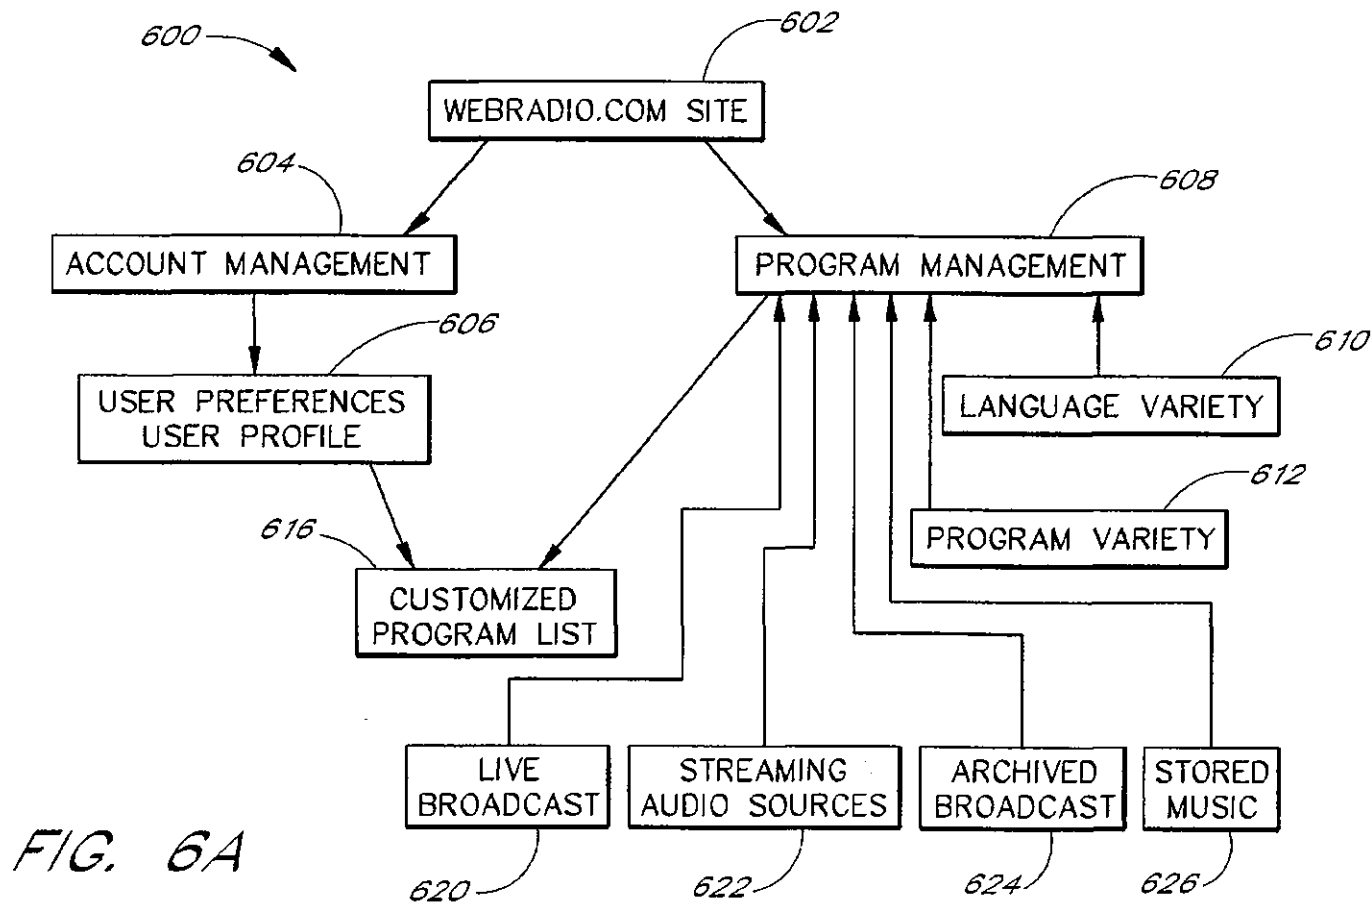 600
602
WEBRADIO.COM SITE
604
608
ACCOUNT MANAGEMENT
PROGRAM MANAGEMENT
606
610
USER PREFERENCES
USER PROFILE
LANGUAGE VARIETY
612
616
PROGRAM VARIETY
CUSTOMIZED
PROGRAM LIST
LIVE
BROADCAST
STREAMING
AUDIO SOURCES
ARCHIVED
BROADCAST
STORED
MUSIC
FIG. 6A
620
622
624
626